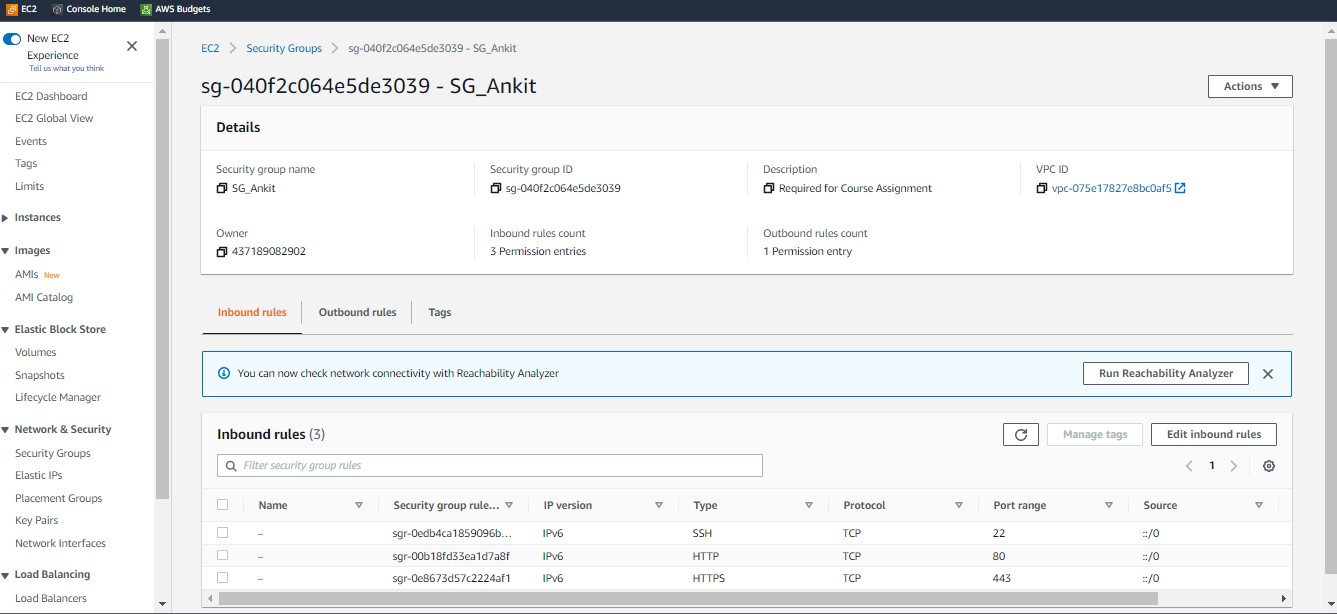 EC2 Console Home AWS Budgets
New EC2
Experience
Tell us what you think
EC2 Dashboard
EC2 Global View
Events
Tags
Limits
Instances
Images
AMIs New
AMI Catalog
Elastic Block Store
Volumes
Snapshots
Lifecycle Manager
Network & Security
Security Groups
Elastic IPs
Placement Groups
Key Pairs
Network Interfaces
Load Balancing
Load Balancers
EC2 Security Groups sg-040f2c064e5de3039 - SG_Ankit
sg-040f2c064e5de3039 - SG_Ankit
Actions
Details
Security group name Security group ID Description VPC ID
SG_Ankit sg-040f2c064e5de3039 Required for Course Assignment vpc-075e17827e8bc0af5
Owner Inbound rules count Outbound rules count
437189082902 3 Permission entries 1 Permission entry
Inbound rules Outbound rules Tags
You can now check network connectivity with Reachability Analyzer Run Reachability Analyzer
Inbound rules (3) Manage tags Edit inbound rules
Filter security group rules 1
Name Security group rule... IP version Type Protocol Port range Source
– sgr-0edb4ca1859096b... IPv6 SSH TCP 22 ::/0
– sgr-00b18fd33ea1d7a8f IPv6 HTTP TCP 80 ::/0
– sgr-0e8673d57c2224af1 IPv6 HTTPS TCP 443 ::/0